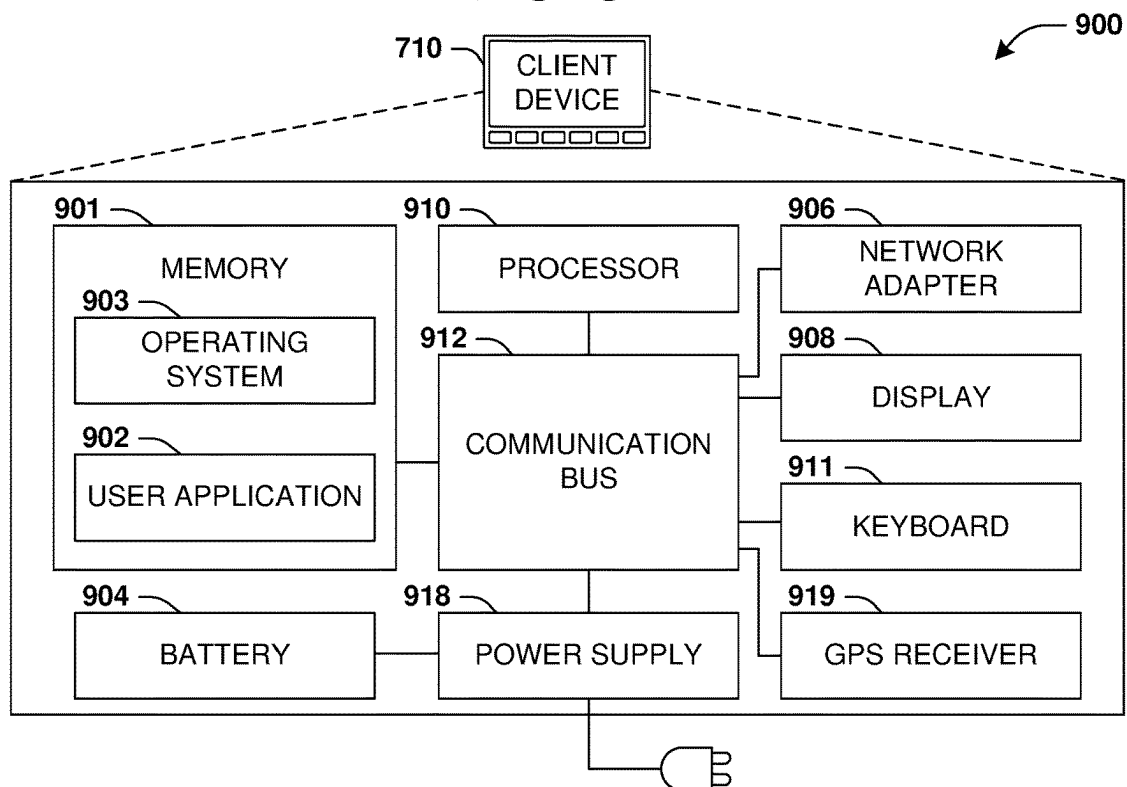 900
710
CLIENT
DEVICE
901
910
906
MEMORY
PROCESSOR
NETWORK
ADAPTER
903
912
908
OPERATING
SYSTEM
DISPLAY
902
COMMUNICATION
BUS
911
USER APPLICATION
KEYBOARD
904
918
919
BATTERY
POWER SUPPLY
GPS RECEIVER